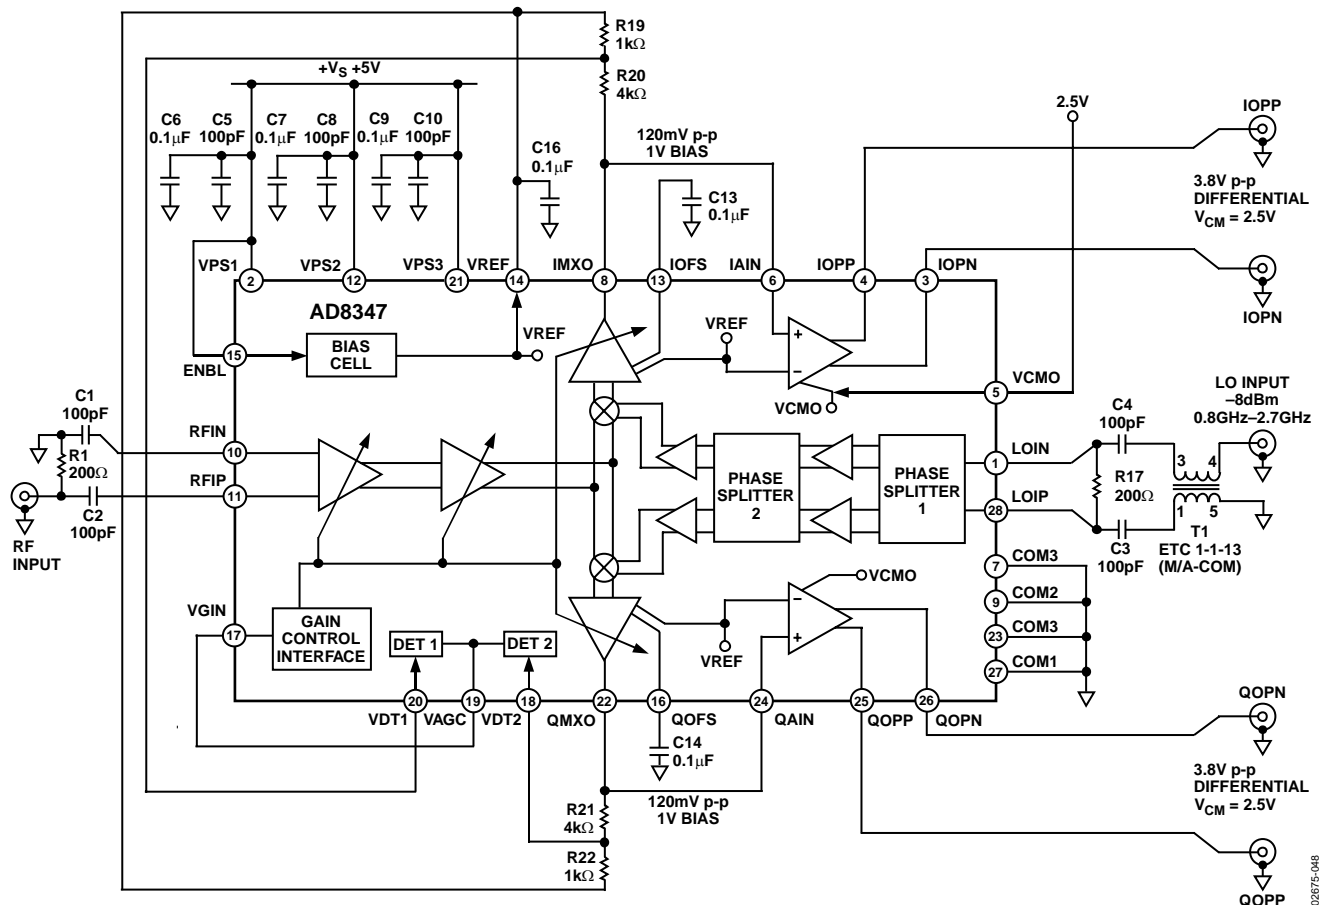 R19
1kΩ
+VS +5V
R20
4kΩ
2.5V
IOPP
C6
0.1μF
C5
100pF
C7
0.1μF
C8
100pF
C9
0.1μF
C10
100pF
C16
0.1μF
120mV p-p
1V BIAS
C13
0.1μF
3.8V p-p
DIFFERENTIAL
VCM = 2.5V
VPS1
VPS2
VPS3
VREF
IMXO
IOFS
IAIN
IOPP
IOPN
2
12
21
14
8
13
6
4
3
IOPN
AD8347
VREF
VREF
+
–
15
ENBL
BIAS
CELL
5
VCMO
VCMO
LO INPUT
–8dBm
0.8GHz–2.7GHz
C1
100pF
C4
100pF
RFIN
10
R1
200Ω
RFIP
11
C2
100pF
RF
INPUT
PHASE
SPLITTER
2
PHASE
SPLITTER
1
1
LOIN
28
LOIP
R17
200Ω
3
4
1
5
T1
ETC 1-1-13
(M/A-COM)
C3
100pF
7
COM3
9
COM2
23
COM3
27
COM1
VCMO
–
+
VREF
VGIN
17
GAIN
CONTROL
INTERFACE
DET 1
DET 2
20
19
18
22
16
24
25
26
VDT1
VAGC
VDT2
QMXO
QOFS
QAIN
QOPP
QOPN
C14
0.1μF
QOPN
120mV p-p
1V BIAS
3.8V p-p
DIFFERENTIAL
VCM = 2.5V
R21
4kΩ
R22
1kΩ
QOPP
02675-048